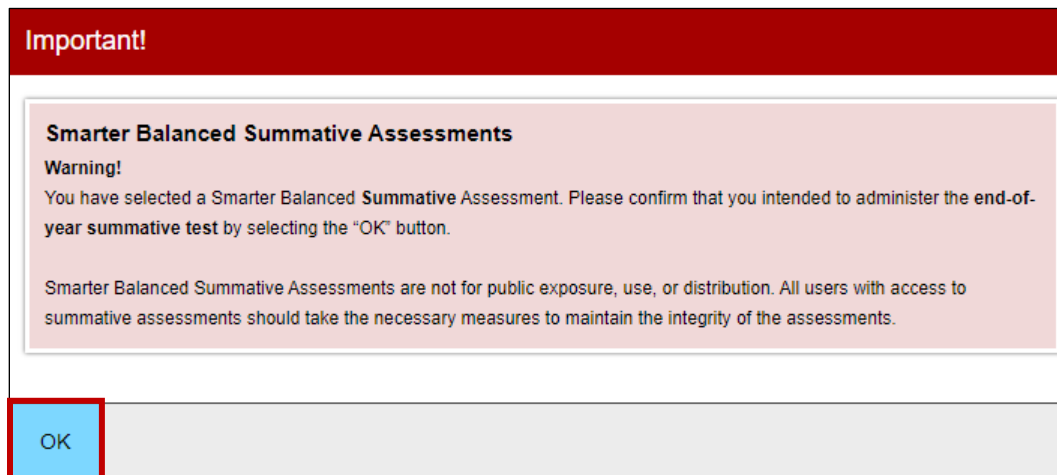 Important!
Smarter Balanced Summative Assessments
Warning!
You have selected a Smarter Balanced Summative Assessment. Please confirm that you intended to administer the end-of-
year summative test by selecting the “OK” button.
Smarter Balanced Summative Assessments are not for public exposure, use, or distribution. All users with access to
summative assessments should take the necessary measures to maintain the integrity of the assessments.
OK